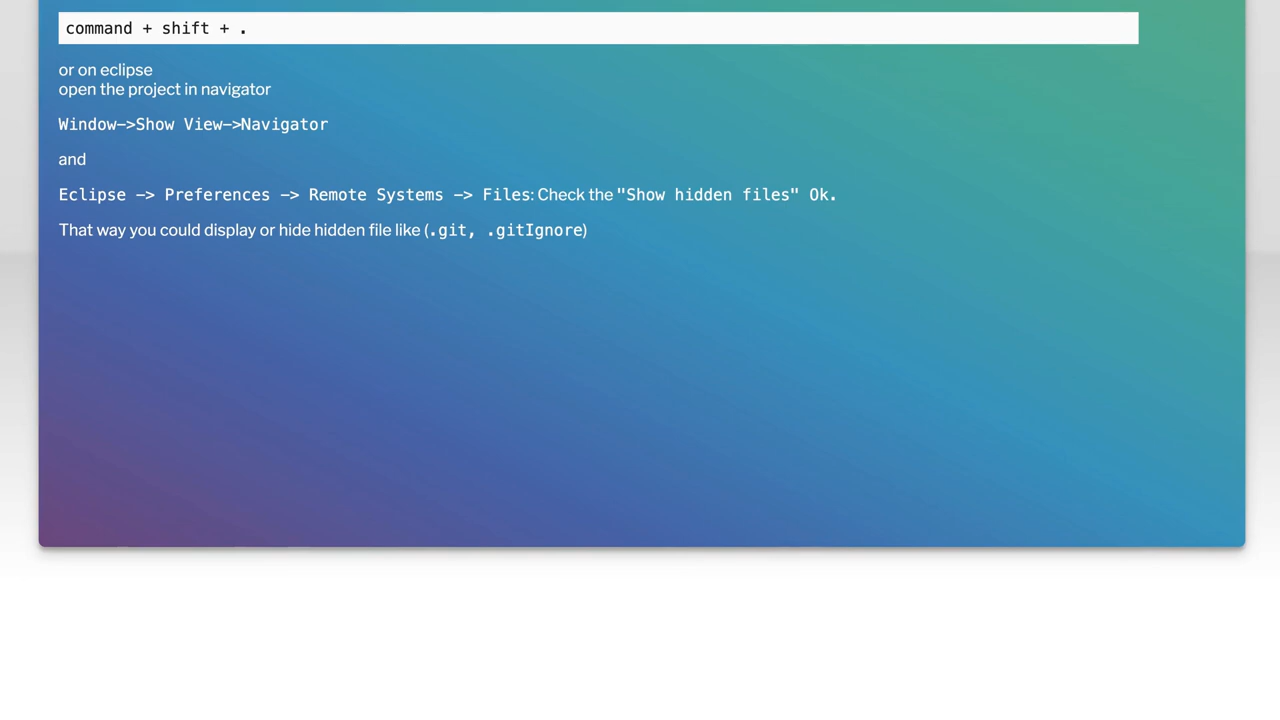 command + shift + .
or on eclipse
open the project in navigator
Window->Show View->Navigator
and
Eclipse -> Preferences -> Remote Systems -> Files: Check the "Show hidden files" Ok.
That way you could display or hide hidden file like (.git, .gitIgnore)